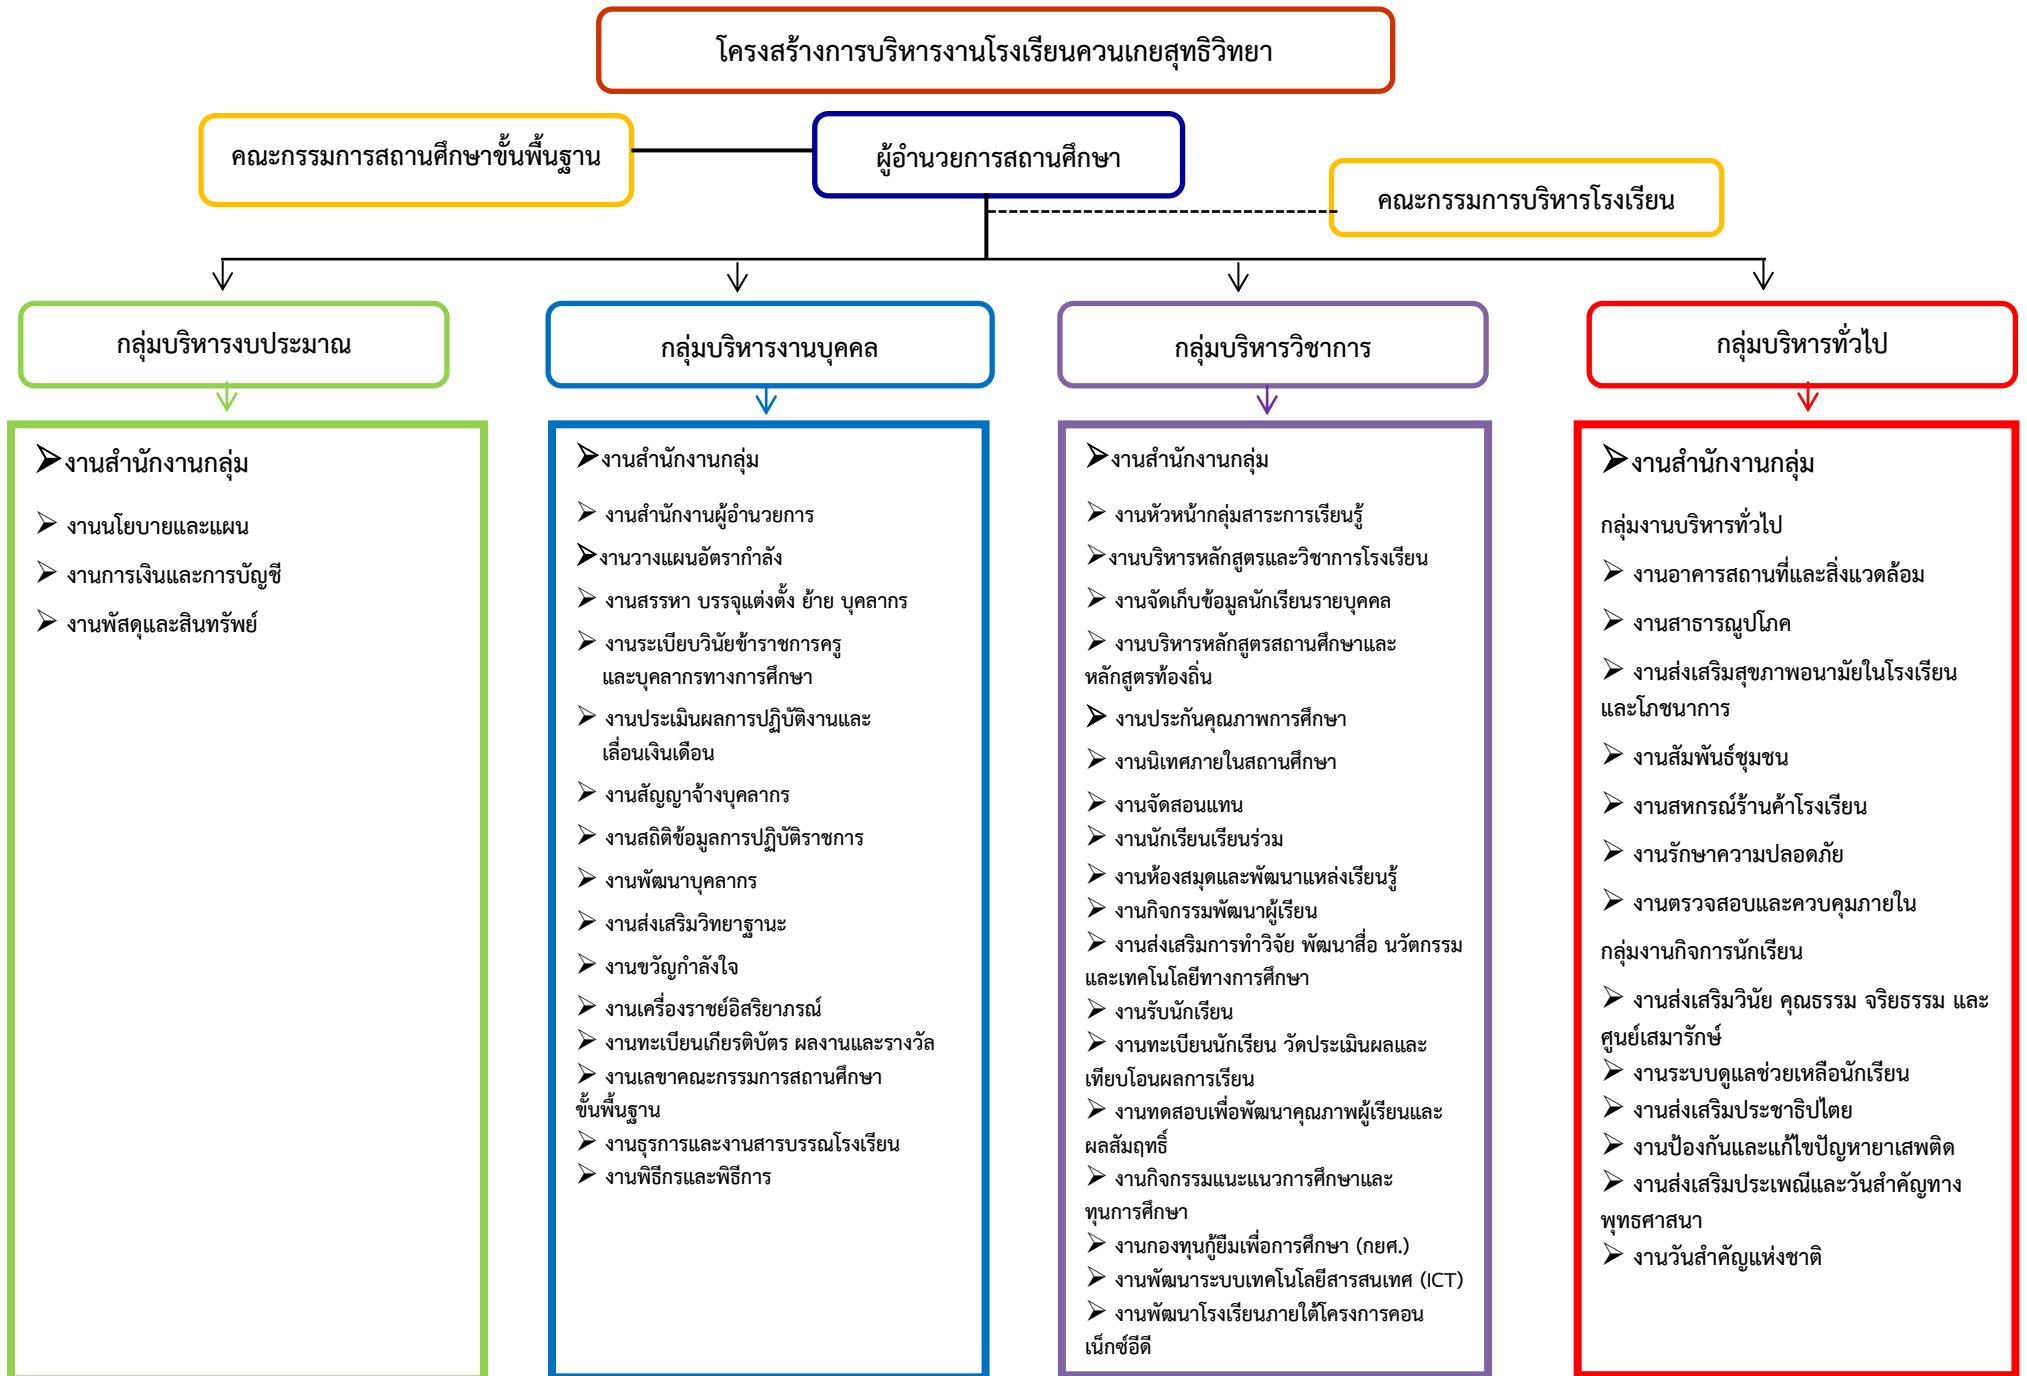 โครงสร้างการบริหารงานโรงเรียนควนเกยสุทธิวิทยา
คณะกรรมการสถานศึกษาขั้นพื้นฐาน
ผู้อำนวยการสถานศึกษา
คณะกรรมการบริหารโรงเรียน
กลุ่มบริหารงบประมาณ
กลุ่มบริหารงานบุคคล
กลุ่มบริหารวิชาการ
กลุ่มบริหารทั่วไป
➢งานสำนักงานกลุ่ม
➢ งานนโยบายและแผน
➢ งานการเงินและการบัญชี
➢ งานพัสดุและสินทรัพย์
➢งานสำนักงานกลุ่ม
➢ งานสำนักงานผู้อำนวยการ
➢งานวางแผนอัตรากำลัง
➢ งานสรรหา บรรจุแต่งตั้ง ย้าย บุคลากร
➢ งานระเบียบวินัยข้าราชการครู
และบุคลากรทางการศึกษา
➢ งานประเมินผลการปฏิบัติงานและ
เลื่อนเงินเดือน
➢ งานสัญญาจ้างบุคลากร
➢ งานสถิติข้อมูลการปฏิบัติราชการ
➢ งานพัฒนาบุคลากร
➢ งานส่งเสริมวิทยาฐานะ
➢ งานขวัญกำลังใจ
➢ งานเครื่องราชย์อิสริยาภรณ์
➢ งานทะเบียนเกียรติบัตร ผลงานและรางวัล
➢ งานเลขาคณะกรรมการสถานศึกษา
ขั้นพื้นฐาน
➢ งานธุรการและงานสารบรรณโรงเรียน
➢ งานพิธีกรและพิธีการ
➢งานสำนักงานกลุ่ม
➢ งานหัวหน้ากลุ่มสาระการเรียนรู้
➢งานบริหารหลักสูตรและวิชาการโรงเรียน
➢ งานจัดเก็บข้อมูลนักเรียนรายบุคคล
➢ งานบริหารหลักสูตรสถานศึกษาและ
หลักสูตรท้องถิ่น
➢ งานประกันคุณภาพการศึกษา
➢ งานนิเทศภายในสถานศึกษา
➢ งานจัดสอนแทน
➢ งานนักเรียนเรียนร่วม
➢ งานห้องสมุดและพัฒนาแหล่งเรียนรู้
➢ งานกิจกรรมพัฒนาผู้เรียน
➢ งานส่งเสริมการทำวิจัย พัฒนาสื่อ นวัตกรรม
และเทคโนโลยีทางการศึกษา
➢ งานรับนักเรียน
➢ งานทะเบียนนักเรียน วัดประเมินผลและ
เทียบโอนผลการเรียน
➢ งานทดสอบเพื่อพัฒนาคุณภาพผู้เรียนและ
ผลสัมฤทธิ์
➢ งานกิจกรรมแนะแนวการศึกษาและ
ทุนการศึกษา
➢ งานกองทุนกู้ยืมเพื่อการศึกษา (กยศ.)
➢ งานพัฒนาระบบเทคโนโลยีสารสนเทศ (ICT)
➢ งานพัฒนาโรงเรียนภายใต้โครงการคอน
เน็กซ์อีดี
➢งานสำนักงานกลุ่ม
กลุ่มงานบริหารทั่วไป
➢ งานอาคารสถานที่และสิ่งแวดล้อม
➢ งานสาธารณูปโภค
➢ งานส่งเสริมสุขภาพอนามัยในโรงเรียน
และโภชนาการ
➢ งานสัมพันธ์ชุมชน
➢ งานสหกรณ์ร้านค้าโรงเรียน
➢ งานรักษาความปลอดภัย
➢ งานตรวจสอบและควบคุมภายใน
กลุ่มงานกิจการนักเรียน
➢ งานส่งเสริมวินัย คุณธรรม จริยธรรม และ
ศูนย์เสมารักษ์
➢ งานระบบดูแลช่วยเหลือนักเรียน
➢ งานส่งเสริมประชาธิปไตย
➢ งานป้องกันและแก้ไขปัญหายาเสพติด
➢ งานส่งเสริมประเพณีและวันสำคัญทาง
พุทธศาสนา
➢ งานวันสำคัญแห่งชาติ